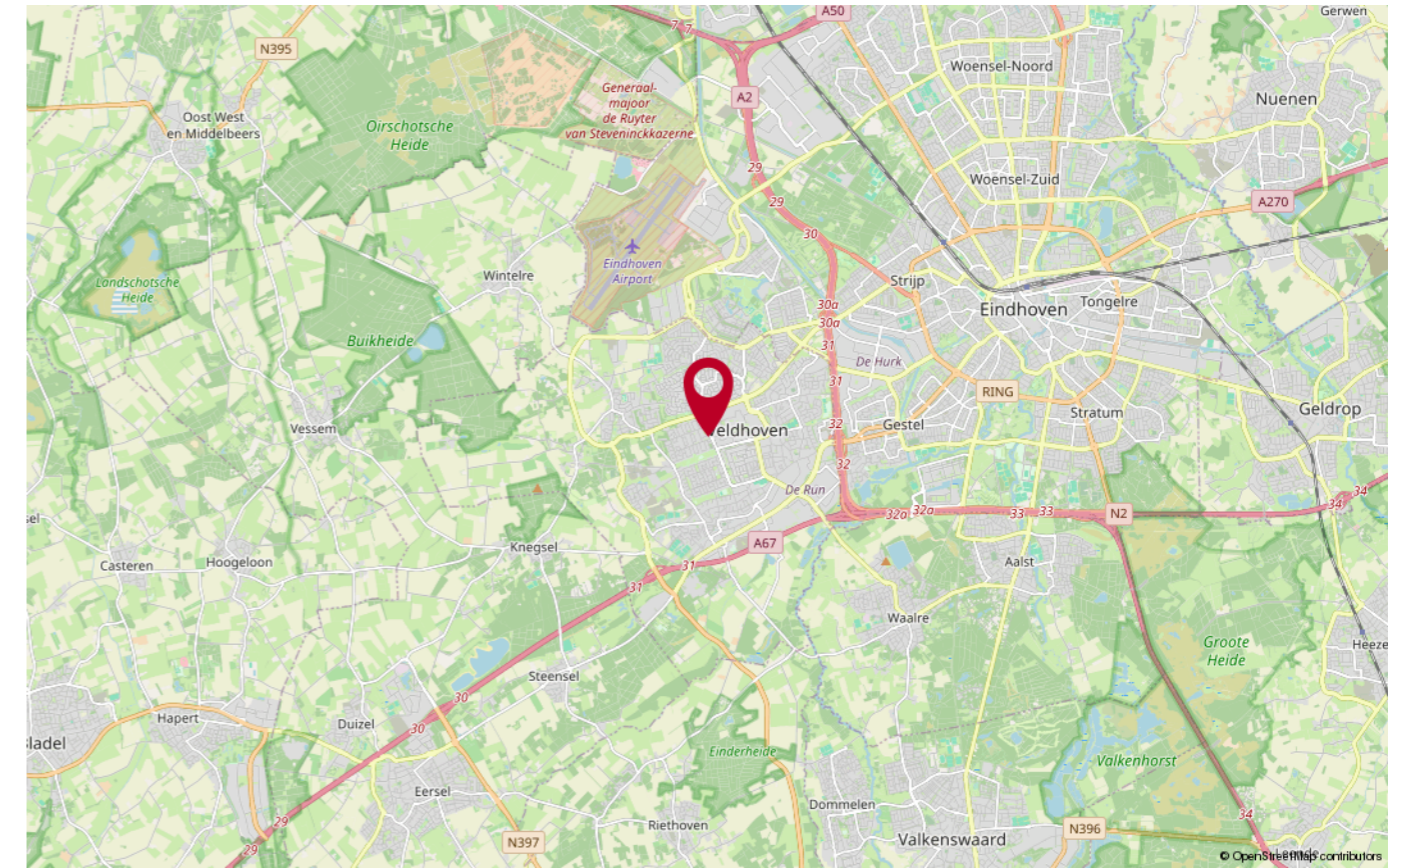 A50
Gerwen
7
7
N395
Woensel-Noord
Generaal-
majoor
de Ruyter
van Steveninckkazerne
A2
Nuenen
Oost West
en Middelbeers
Oirschotsche
Heide
29
Woensel-Zuid
29
A270
30
Eindhoven
Airport
Wintelre
Landschotsche
Heide
Strijp
30a
Tongelre
Eindhoven
30a
Buikheide
31
De Hurk
31
RING
Geldrop
Stratum
32
Gestel
Vessem
eldhoven
32
De Run
34
34
N2
32a
32a
33
33
sel
A67
Knegsel
Hoogeloon
Casteren
31
Aalst
31
Waalre
Groote
Heide
Heeze
Steensel
30
Hapert
Duizel
30
ladel
Einderheide
Valkenhorst
Eersel
Dommelen
34
29
Riethoven
N396
N397
Valkenswaard
29
© OpenStreetMap contributors